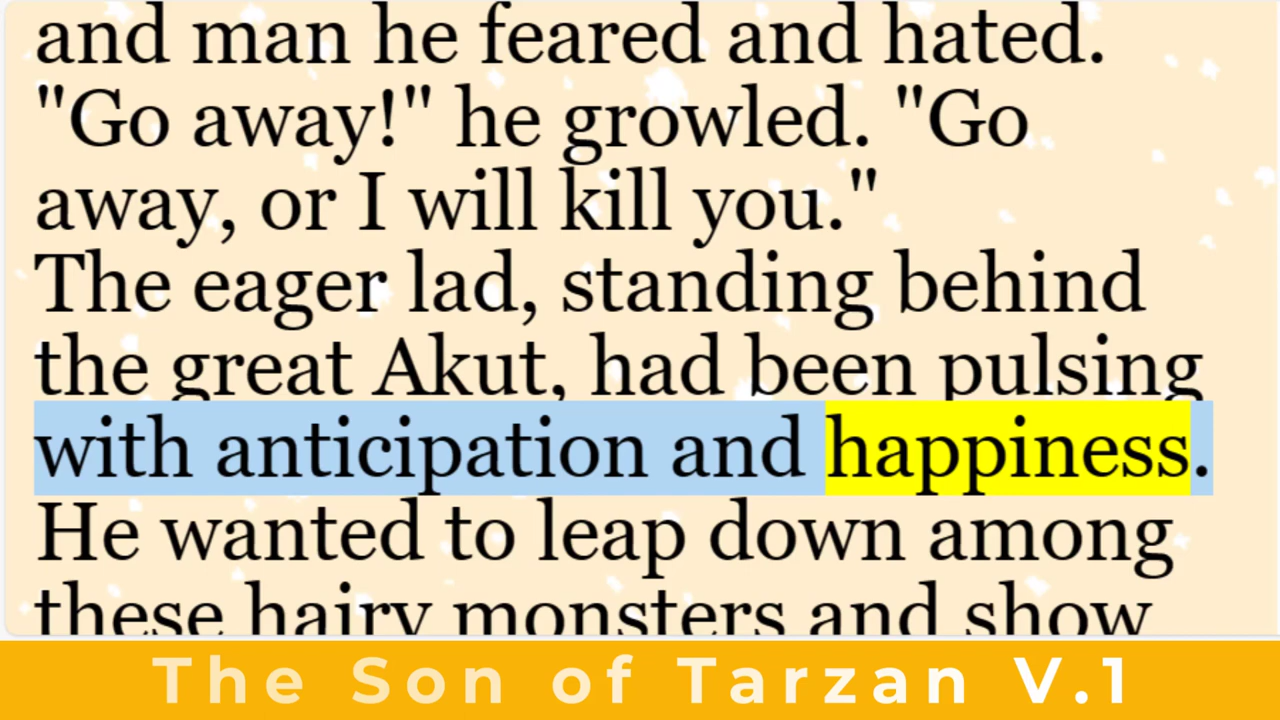 and man he feared and hated.
"Go away!" he growled. "Go
away, or I will kill you."
The eager lad, standing behind
the great Akut, had been pulsing
with anticipation and happiness.
He wanted to leap down among
these hairy monsters and show
The Son of Tarzan V.1